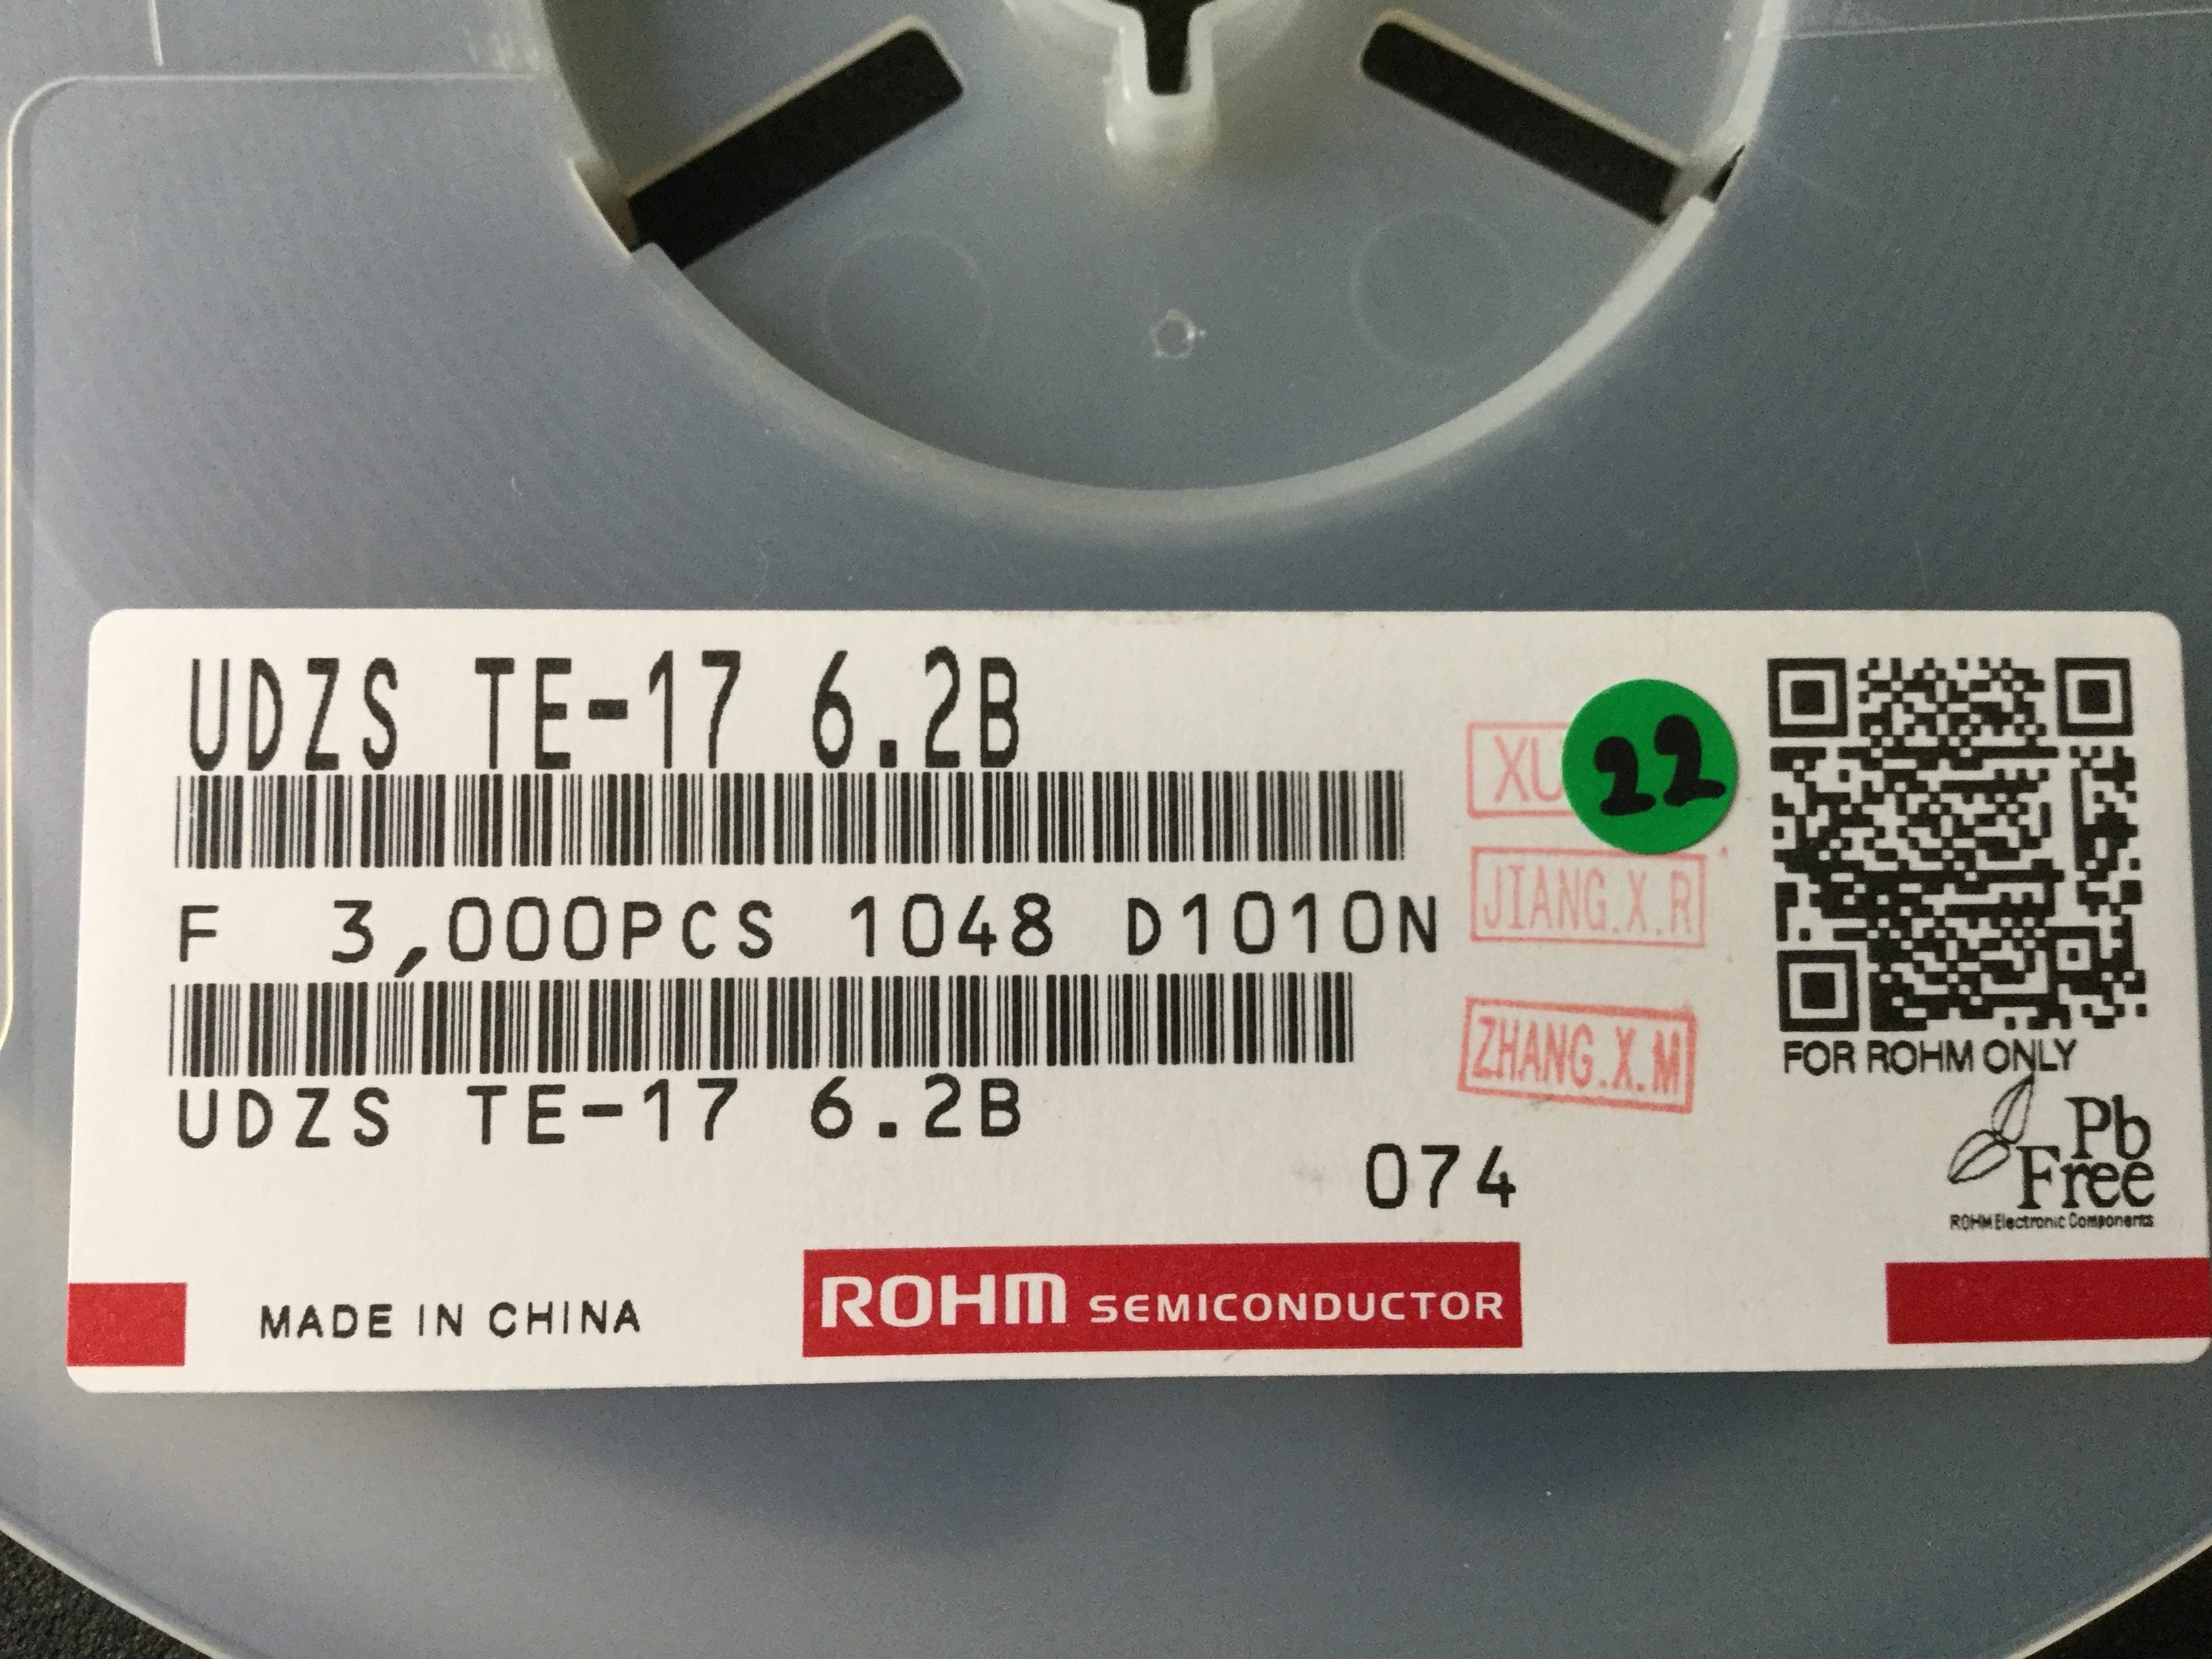 UDZS TE-17 6.2B
22
F 3,000PCS 1048 D1010N
JIANG.X.R
ZHANG.X.M
FOR ROHM ONLY
UDZS TE-17 6.2B
Pb
Free
ROHM Electronic Components
074
MADE IN CHINA
ROHM SEMICONDUCTOR